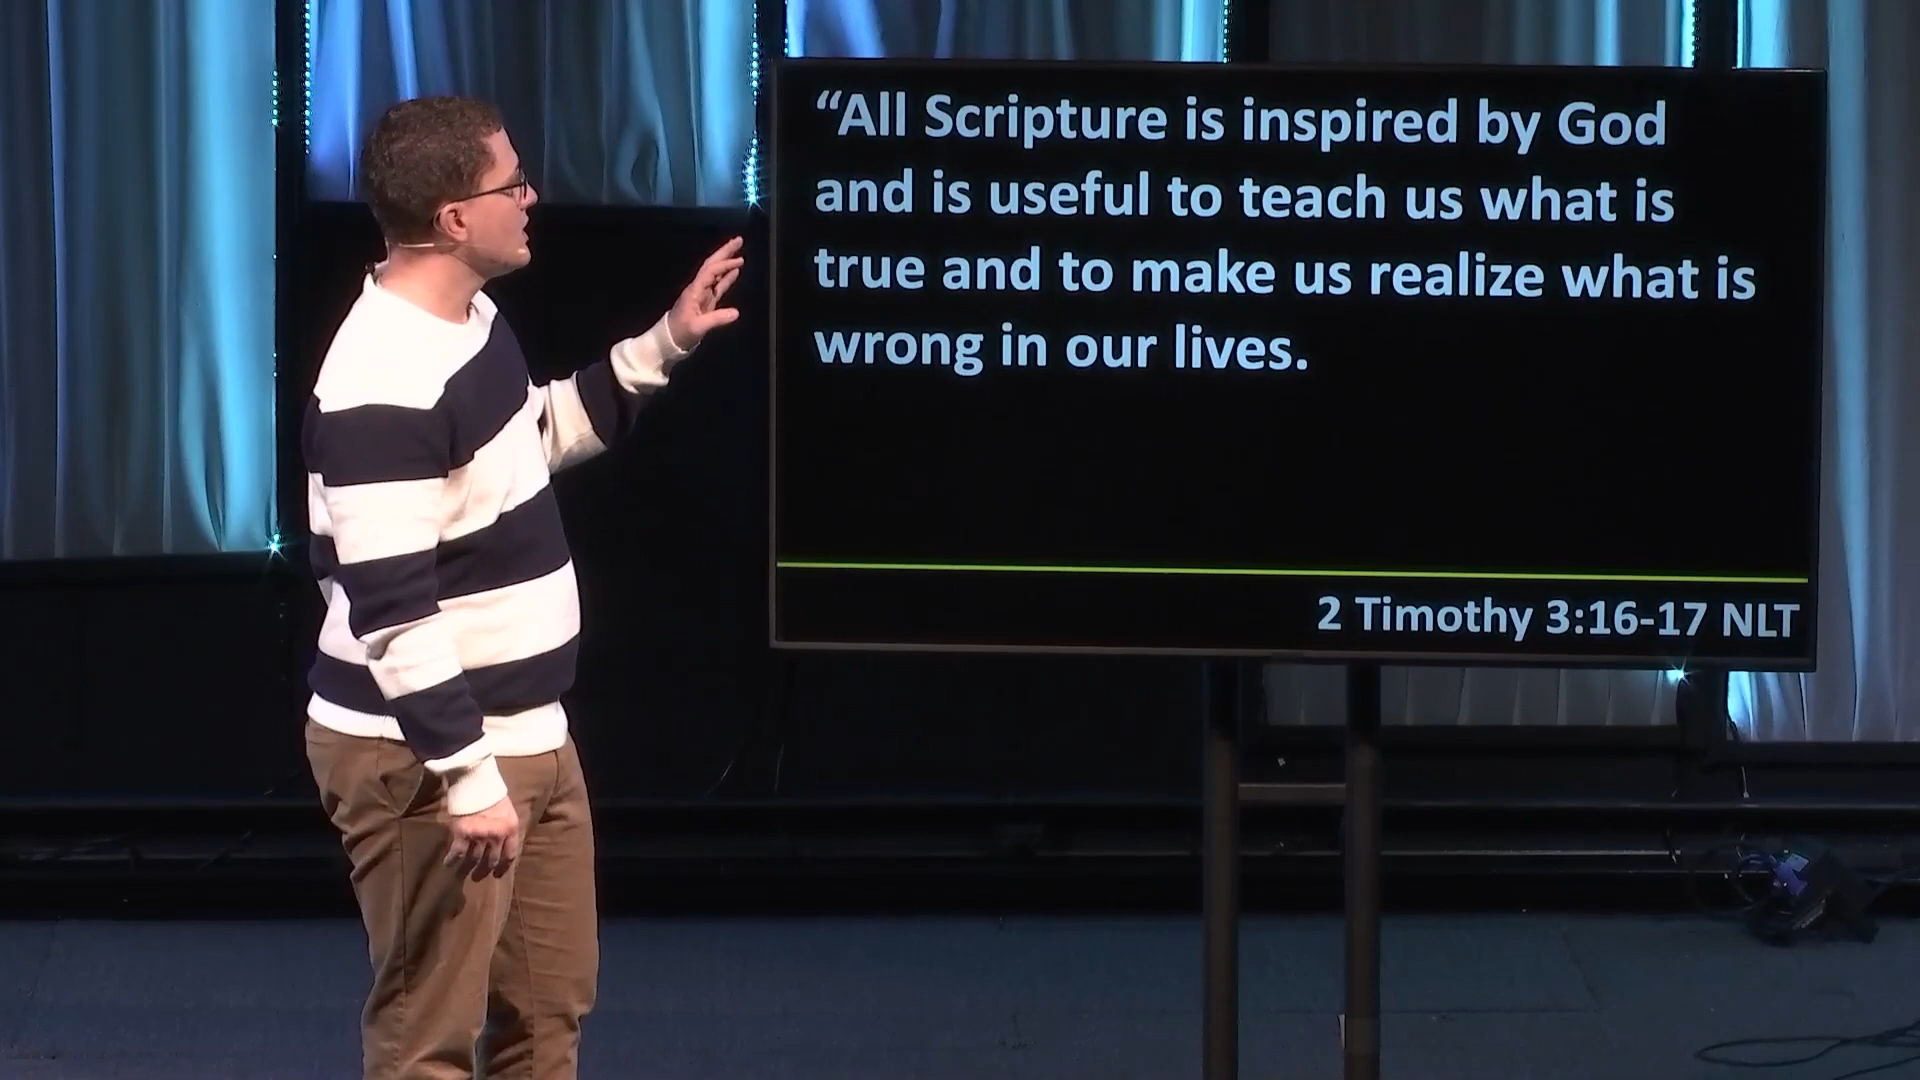 “All Scripture is inspired by God
and is useful to teach us what is
true and to make us realize what is
wrong in our lives.
2 Timothy 3:16-17 NLT